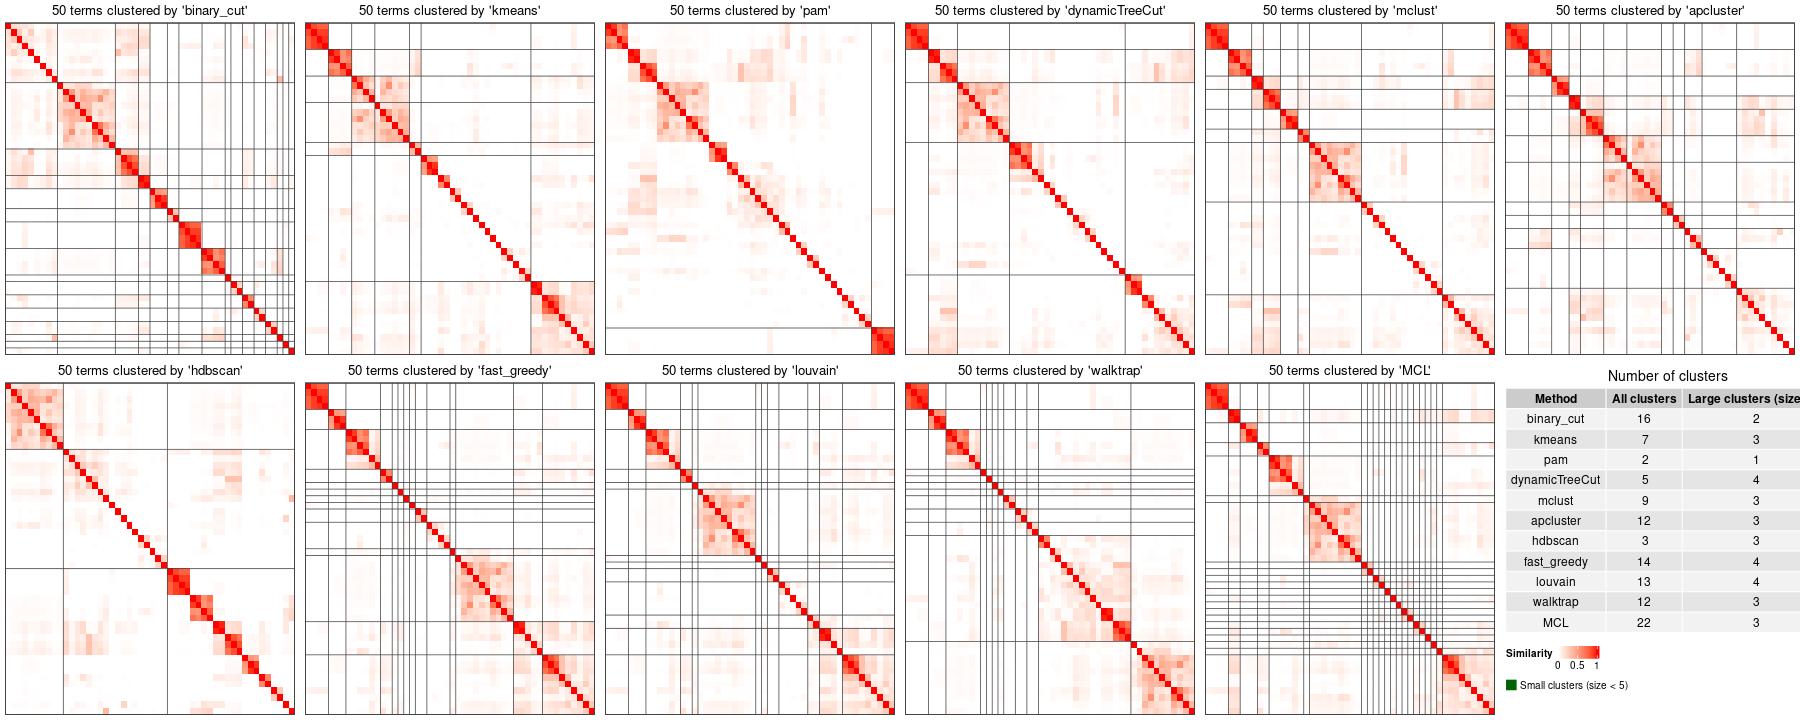 50 terms clustered by 'binary_cut'
50 terms clustered by 'kmeans'
50 terms clustered by 'pam'
50 terms clustered by 'dynamicTreeCut'
50 terms clustered by 'mclust'
50 terms clustered by 'apcluster'
50 terms clustered by 'hdbscan'
50 terms clustered by 'fast_greedy'
50 terms clustered by 'louvain'
50 terms clustered by 'walktrap'
50 terms clustered by 'MCL'
Number of clusters
Method All clusters Large clusters (size
binary_cut 16 2
kmeans 7 3
pam 2 1
dynamicTreeCut 5 4
mclust 9 3
apcluster 12 3
hdbscan 3 3
fast_greedy 14 4
louvain 13 4
walktrap 12 3
MCL 22 3
Similarity
0 0.5 1
Small clusters (size < 5)